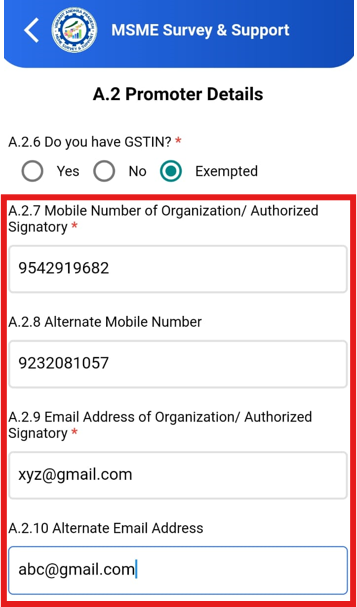 MSME Survey & Support
A.2 Promoter Details
A.2.6 Do you have GSTIN? *
Yes No Exempted
A.2.7 Mobile Number of Organization/ Authorized
Signatory *
9542919682
A.2.8 Alternate Mobile Number
9232081057
A.2.9 Email Address of Organization/ Authorized
Signatory *
xyz@gmail.com
A.2.10 Alternate Email Address
abc@gmail.com